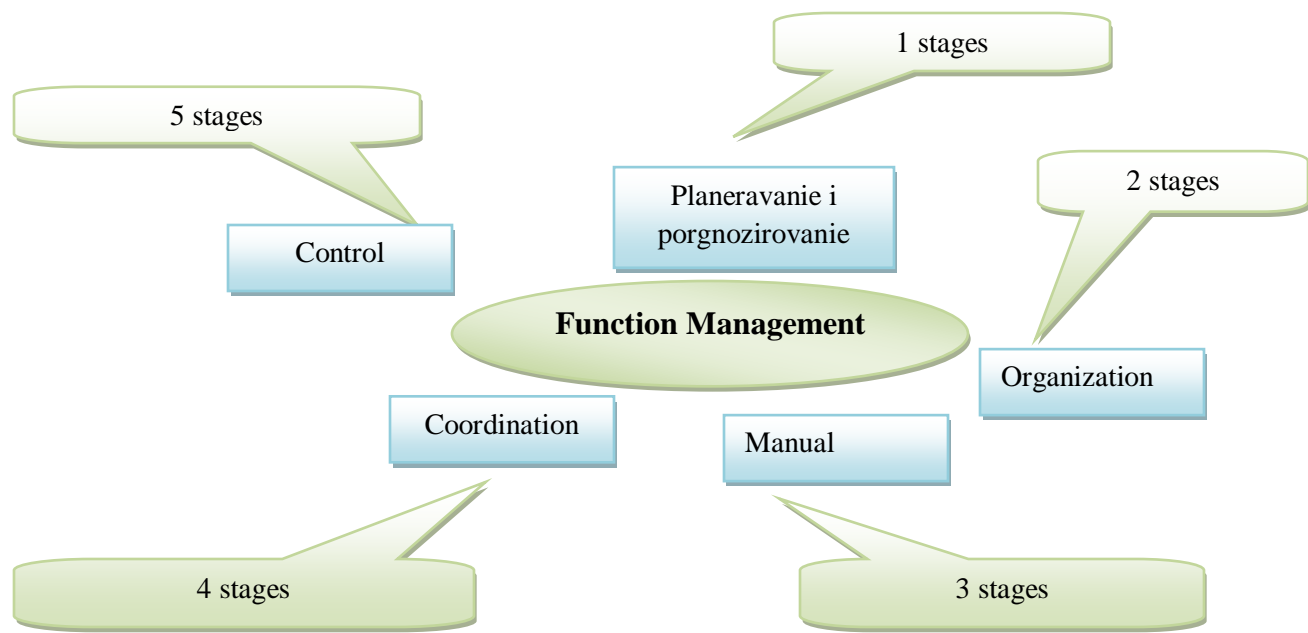 1 stages
5 stages
2 stages
Planeravanie i
porgnozirovanie
Control
Function Management
Organization
Coordination
Manual
4 stages
3 stages